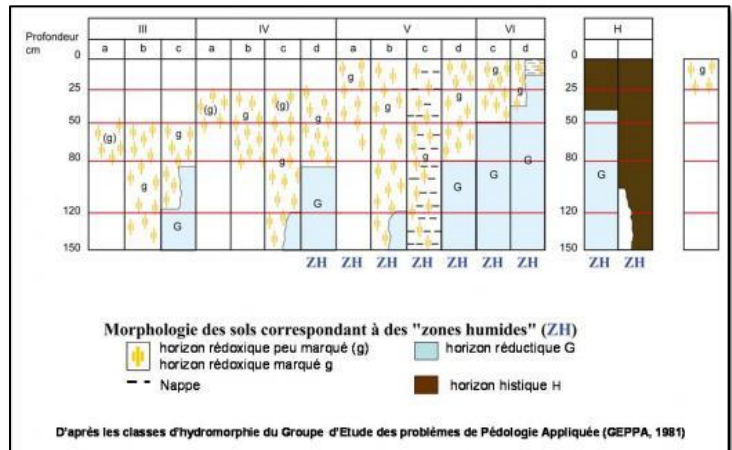 III IV V VI H
Profondeur
cm
a b c a b c d a b c d c d
0 0
25 25
50 50
80 80
120 120
150 150
(g) g g G
g
(g) g (g) g
g G
g g g g g g g
G G G G
ZH ZH ZH ZH ZH ZH ZH ZH ZH
Morphologie des sols correspondant à des "zones humides" (ZH)
horizon rédoxique peu marqué (g) horizon réductique G
horizon rédoxique marqué g
Nappe horizon histique H
D'après les classes d'hydromorphie du Groupe d'Etude des problèmes de Pédologie Appliquée (GEPPA, 1981)